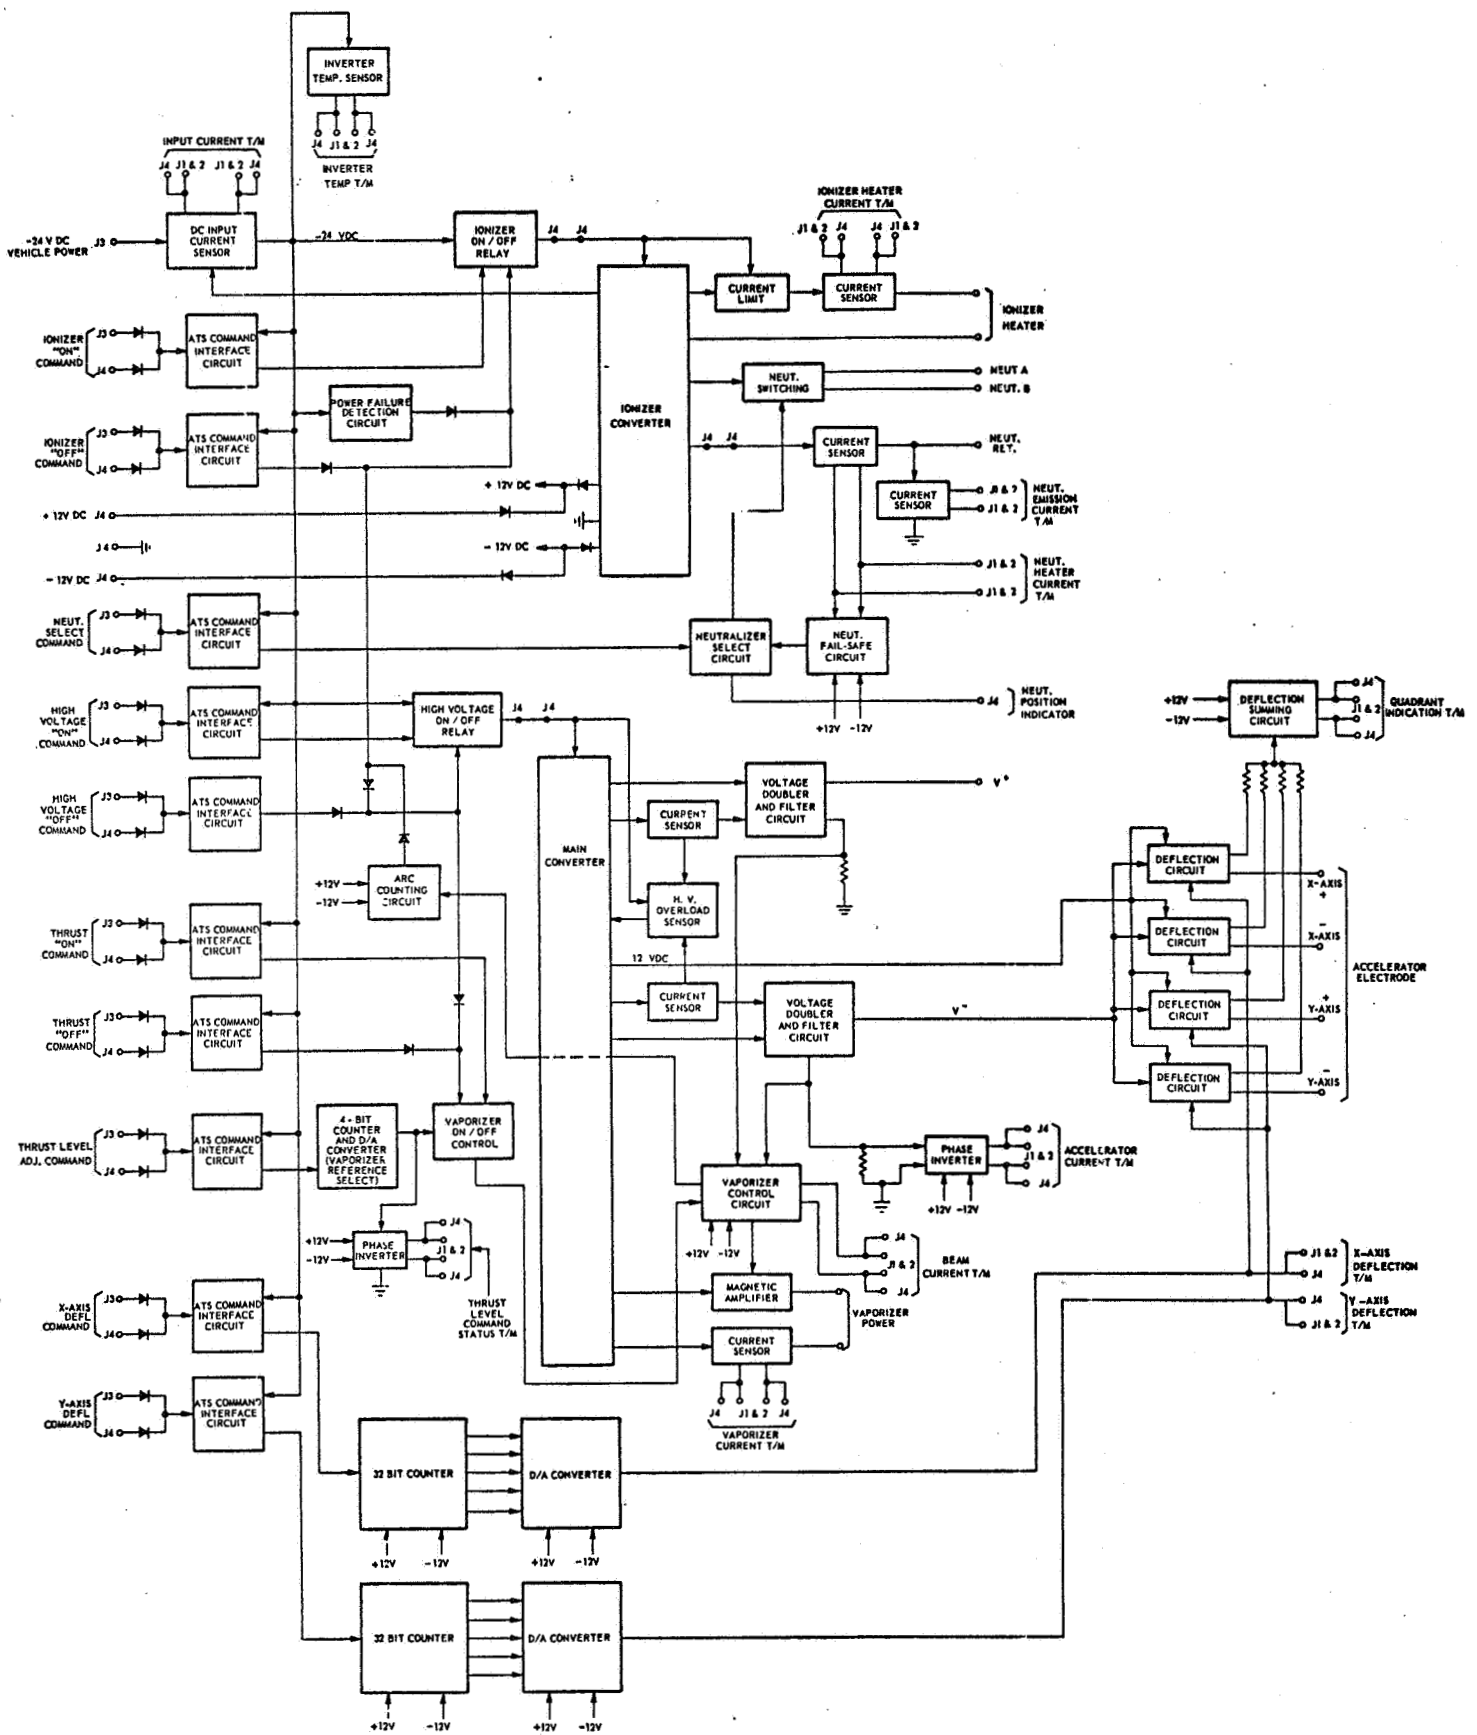 INVERTER
TEMP. SENSOR
J4 J1 & 2 J4
INVERTER
TEMP T/M
INPUT CURRENT T/M
J4 J1 & 2 J1 & 2 J4
-24 V DC
VEHICLE POWER
J3
DC INPUT
CURRENT
SENSOR
-24 VDC
IONIZER
ON / OFF
RELAY
J4 J4
IONIZER HEATER
CURRENT T/M
J1 & 2 J4 J4 J1 & 2
CURRENT
LIMIT
CURRENT
SENSOR
IONIZER
HEATER
IONIZER
"ON"
COMMAND
J3
J4
ATS COMMAND
INTERFACE
CIRCUIT
POWER FAILURE
DETECTION
CIRCUIT
IONIZER
CONVERTER
NEUT.
SWITCHING
NEUT A
NEUT. B
IONIZER
"OFF"
COMMAND
J3
J4
ATS COMMAND
INTERFACE
CIRCUIT
J4 J4
CURRENT
SENSOR
NEUT.
RET.
CURRENT
SENSOR
J1 & 2
J1 & 2
NEUT.
EMISSION
CURRENT
T/M
+ 12V DC
+ 12V DC J4
J4
- 12V DC
- 12V DC J4
J1 & 2
J1 & 2
NEUT.
HEATER
CURRENT
T/M
NEUT.
SELECT
COMMAND
J3
J4
ATS COMMAND
INTERFACE
CIRCUIT
NEUTRALIZER
SELECT
CIRCUIT
NEUT.
FAIL-SAFE
CIRCUIT
+12V -12V
J4
NEUT.
POSITION
INDICATOR
HIGH
VOLTAGE
"ON"
COMMAND
J3
J4
ATS COMMAND
INTERFACE
CIRCUIT
HIGH VOLTAGE
ON / OFF
RELAY
J4 J4
+12V
-12V
DEFLECTION
SUMMING
CIRCUIT
J4
J1 & 2
J4
QUADRANT
INDICATION T/M
HIGH
VOLTAGE
"OFF"
COMMAND
J3
J4
ATS COMMAND
INTERFACE
CIRCUIT
MAIN
CONVERTER
VOLTAGE
DOUBLER
AND FILTER
CIRCUIT
V+
CURRENT
SENSOR
+12V
-12V
ARC
COUNTING
CIRCUIT
H. V.
OVERLOAD
SENSOR
DEFLECTION
CIRCUIT
X-AXIS
+
THRUST
"ON"
COMMAND
J3
J4
ATS COMMAND
INTERFACE
CIRCUIT
12 VDC
DEFLECTION
CIRCUIT
-
X-AXIS
ACCELERATOR
ELECTRODE
THRUST
"OFF"
COMMAND
J3
J4
ATS COMMAND
INTERFACE
CIRCUIT
CURRENT
SENSOR
VOLTAGE
DOUBLER
AND FILTER
CIRCUIT
V-
DEFLECTION
CIRCUIT
+
Y-AXIS
DEFLECTION
CIRCUIT
-
Y-AXIS
THRUST LEVEL
ADJ. COMMAND
J3
J4
ATS COMMAND
INTERFACE
CIRCUIT
4 - BIT
COUNTER
AND D/A
CONVERTER
(VAPORIZER
REFERENCE
SELECT)
VAPORIZER
ON / OFF
CONTROL
PHASE
INVERTER
+12V -12V
J4
J1 & 2
J4
ACCELERATOR
CURRENT T/M
VAPORIZER
CONTROL
CIRCUIT
+12V -12V
+12V
-12V
PHASE
INVERTER
J4
J1 & 2
J4
THRUST
LEVEL
COMMAND
STATUS T/M
J4
J1 & 2
J4
BEAM
CURRENT T/M
X-AXIS
DEFL
COMMAND
J3
J4
ATS COMMAND
INTERFACE
CIRCUIT
MAGNETIC
AMPLIFIER
VAPORIZER
POWER
CURRENT
SENSOR
J4 J1 & 2 J4
VAPORIZER
CURRENT T/M
J1 & 2
J4
X-AXIS
DEFLECTION
T/M
J4
J1 & 2
Y-AXIS
DEFLECTION
T/M
Y-AXIS
DEFL
COMMAND
J3
J4
ATS COMMAND
INTERFACE
CIRCUIT
32 BIT COUNTER
D/A CONVERTER
+12V -12V +12V -12V
32 BIT COUNTER
D/A CONVERTER
+12V -12V +12V -12V